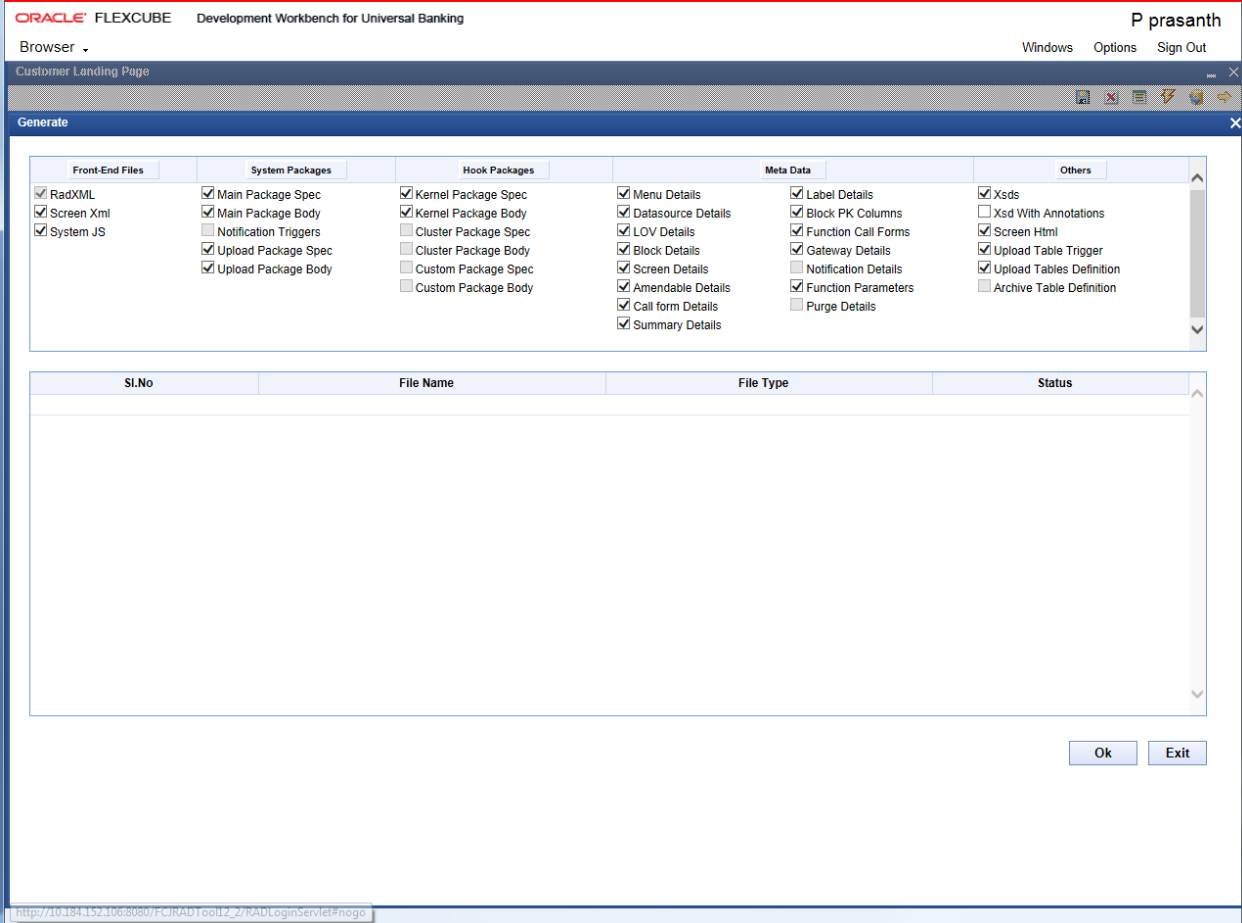 ORACLE FLEXCUBE Development Workbench for Universal Banking
P prasanth
Browser Windows Options Sign Out
Customer Landing Page
Generate
Front-End Files System Packages Hook Packages Meta Data Others
RadXML Main Package Spec Kernel Package Spec Menu Details Label Details Xsds
Screen Xml Main Package Body Kernel Package Body Datasource Details Block PK Columns Xsd With Annotations
System JS Notification Triggers Cluster Package Spec LOV Details Function Call Forms Screen Html
Upload Package Spec Cluster Package Body Block Details Gateway Details Upload Table Trigger
Upload Package Body Custom Package Spec Screen Details Notification Details Upload Tables Definition
Custom Package Body Amendable Details Function Parameters Archive Table Definition
Call form Details Purge Details
Summary Details
Sl.No File Name File Type Status
Ok Exit
http://10.184.152.106:8080/FCJRADTool12_2/RADLoginServlet#nogo